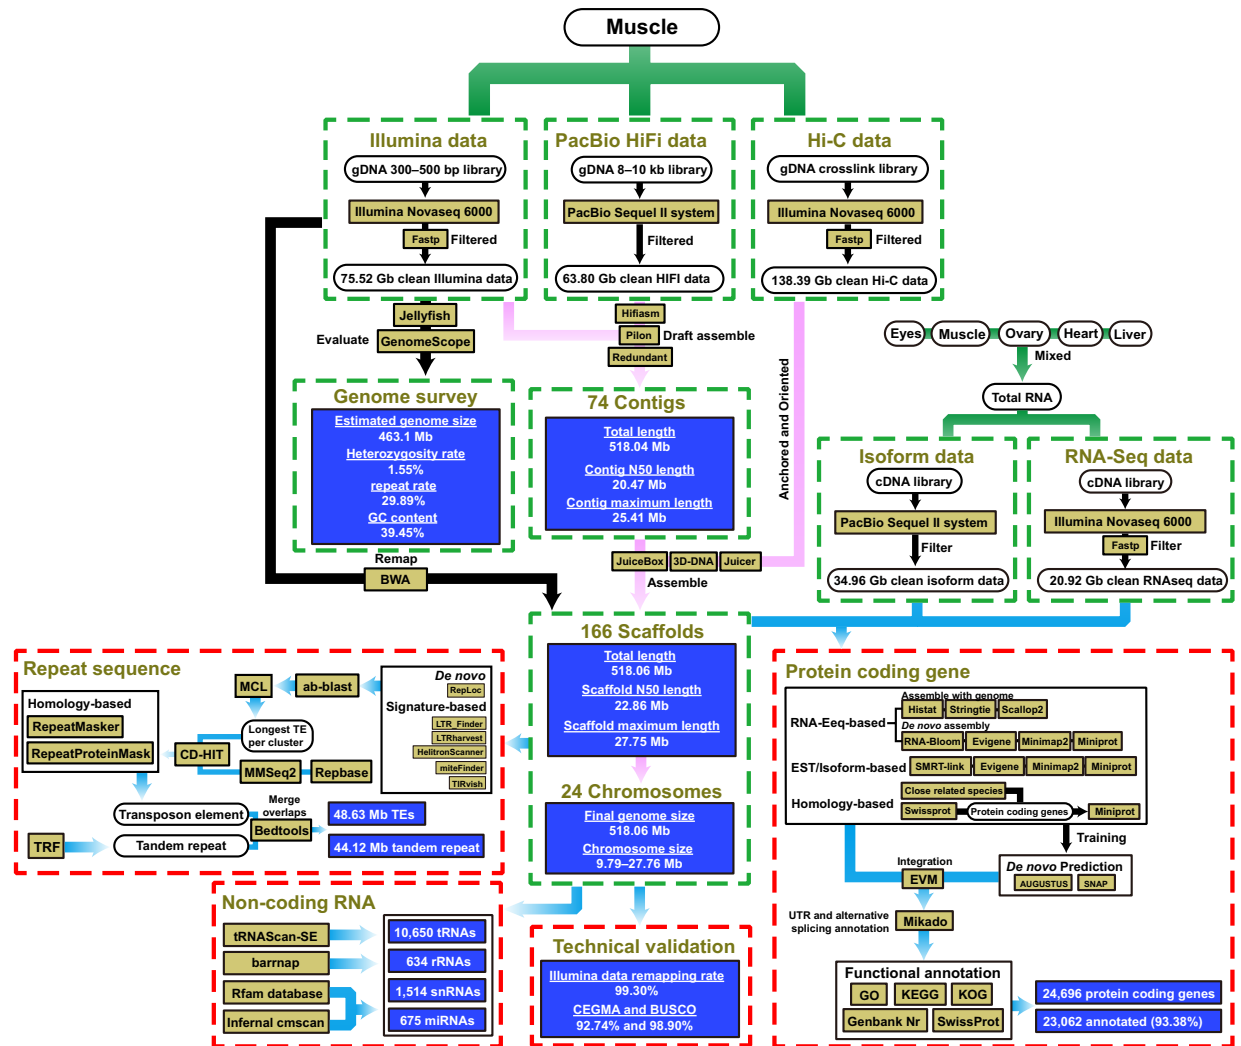 Muscle
Illumina data
gDNA 300–500 bp library
Illumina Novaseq 6000
Fastp
Filtered
75.52 Gb clean Illumina data
PacBio HiFi data
gDNA 8–10 kb library
PacBio Sequel II system
Filtered
63.80 Gb clean HIFI data
Hi-C data
gDNA crosslink library
Illumina Novaseq 6000
Fastp
Filtered
138.39 Gb clean Hi-C data
Jellyfish
Evaluate
GenomeScope
Hifiasm
Pilon
Draft assemble
Redundant
Anchored and Oriented
Eyes
Muscle
Ovary
Heart
Liver
Mixed
Total RNA
Genome survey
Estimated genome size
463.1 Mb
Heterozygosity rate
1.55%
repeat rate
29.89%
GC content
39.45%
74 Contigs
Total length
518.04 Mb
Contig N50 length
20.47 Mb
Contig maximum length
25.41 Mb
Isoform data
cDNA library
PacBio Sequel II system
Filter
34.96 Gb clean isoform data
RNA-Seq data
cDNA library
Illumina Novaseq 6000
Fastp
Filter
20.92 Gb clean RNAseq data
Remap
BWA
JuiceBox
3D-DNA
Juicer
Assemble
166 Scaffolds
Total length
518.06 Mb
Scaffold N50 length
22.86 Mb
Scaffold maximum length
27.75 Mb
24 Chromosomes
Final genome size
518.06 Mb
Chromosome size
9.79–27.76 Mb
Repeat sequence
Homology-based
RepeatMasker
RepeatProteinMask
MCL
ab-blast
De novo
RepLoc
Signature-based
LTR_Finder
LTRharvest
HelitronScanner
miteFinder
TIRvish
Longest TE
per cluster
CD-HIT
MMSeq2
Repbase
Transposon element
Merge
overlaps
Bedtools
48.63 Mb TEs
TRF
Tandem repeat
44.12 Mb tandem repeat
Non-coding RNA
tRNAScan-SE
10,650 tRNAs
barrnap
634 rRNAs
Rfam database
1,514 snRNAs
Infernal cmscan
675 miRNAs
Technical validation
Illumina data remapping rate
99.30%
CEGMA and BUSCO
92.74% and 98.90%
Protein coding gene
RNA-Eeq-based
Assemble with genome
Histat
Stringtie
Scallop2
De novo assembly
RNA-Bloom
Evigene
Minimap2
Miniprot
EST/Isoform-based
SMRT-link
Evigene
Minimap2
Miniprot
Homology-based
Close related species
Swissprot
Protein coding genes
Miniprot
Training
De novo Prediction
AUGUSTUS
SNAP
Integration
EVM
UTR and alternative
splicing annotation
Mikado
Functional annotation
GO
KEGG
KOG
Genbank Nr
SwissProt
24,696 protein coding genes
23,062 annotated (93.38%)